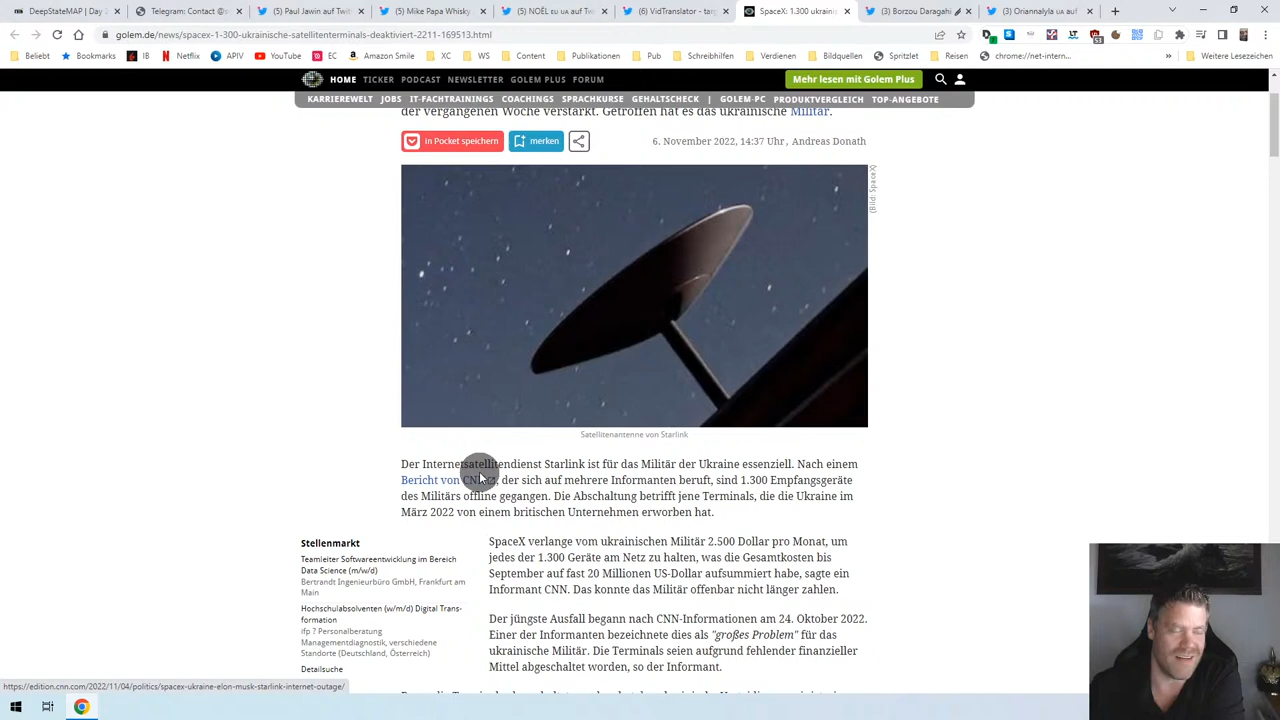 DeepStateMAP | Day 2
Telegram: Contact @s
(5) Paul Jawin auf Twit
(5) Mike Papa Whisky
(5) NOËL
auf Tw
(6) VidTranslator - targ
SpaceX: 1.300 ukrainis
(3) Borzou Daragahi
(3) Oriannalyla
auf
golem.de/news/spacex-1-300-ukrainische-satellitenterminals-deaktiviert-2211-169513.html
Beliebt
Bookmarks
IB
Netflix
APIV
YouTube
EC
Amazon Smile
XC
WS
Content
Publikationen
Pub
Schreibhilfen
Verdienen
Bildquellen
Spritzlet
Reisen
chrome://net-intern...
»
Weitere Lesezeichen
HOME TICKER PODCAST NEWSLETTER GOLEM PLUS FORUM
Mehr lesen mit Golem Plus
KARRIEREWELT JOBS IT-FACHTRAININGS COACHINGS SPRACHKURSE GEHALTSCHECK | GOLEM-PC PRODUKTVERGLEICH TOP-ANGEBOTE
der vergangenen Woche verstärkt. Getroffen hat es das ukrainische Militär.
in Pocket speichern
merken
6. November 2022, 14:37 Uhr, Andreas Donath
(Bild: SpaceX)
Satellitenantenne von Starlink
Der Internetsatellitendienst Starlink ist für das Militär der Ukraine essenziell. Nach einem
Bericht von CNN, der sich auf mehrere Informanten beruft, sind 1.300 Empfangsgeräte
des Militärs offline gegangen. Die Abschaltung betrifft jene Terminals, die die Ukraine im
März 2022 von einem britischen Unternehmen erworben hat.
Stellenmarkt
Teamleiter Softwareentwicklung im Bereich
Data Science (m/w/d)
Bertrandt Ingenieurbüro GmbH, Frankfurt am
Main
Hochschulabsolventen (w/m/d) Digital Trans-
formation
ifp ? Personalberatung
Managementdiagnostik, verschiedene
Standorte (Deutschland, Österreich)
Detailsuche
SpaceX verlange vom ukrainischen Militär 2.500 Dollar pro Monat, um
jedes der 1.300 Geräte am Netz zu halten, was die Gesamtkosten bis
September auf fast 20 Millionen US-Dollar aufsummiert habe, sagte ein
Informant CNN. Das konnte das Militär offenbar nicht länger zahlen.
Der jüngste Ausfall begann nach CNN-Informationen am 24. Oktober 2022.
Einer der Informanten bezeichnete dies als "großes Problem" für das
ukrainische Militär. Die Terminals seien aufgrund fehlender finanzieller
Mittel abgeschaltet worden, so der Informant.
https://edition.cnn.com/2022/11/04/politics/spacex-ukraine-elon-musk-starlink-internet-outage/